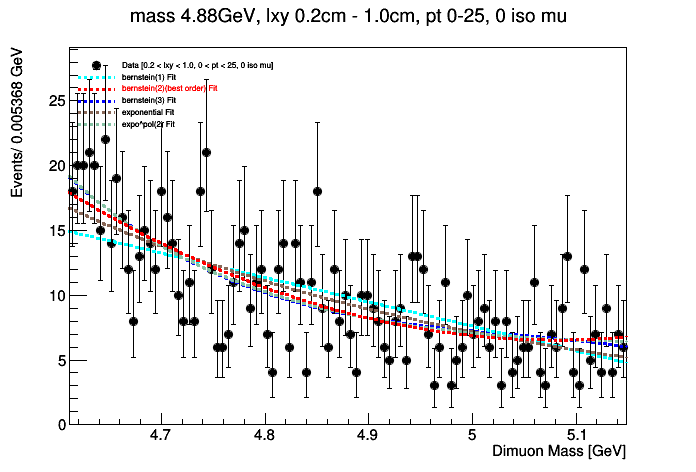 mass 4.88GeV, lxy 0.2cm - 1.0cm, pt 0-25, 0 iso mu
Events/ 0.005368 GeV
Data [0.2 < lxy < 1.0, 0 < pt < 25, 0 iso mu]
bernstein(1) Fit
bernstein(2)(best order) Fit
bernstein(3) Fit
exponential Fit
Fit
25
20
15
10
5
0
4.7 4.8 4.9 5 5.1
Dimuon Mass [GeV]